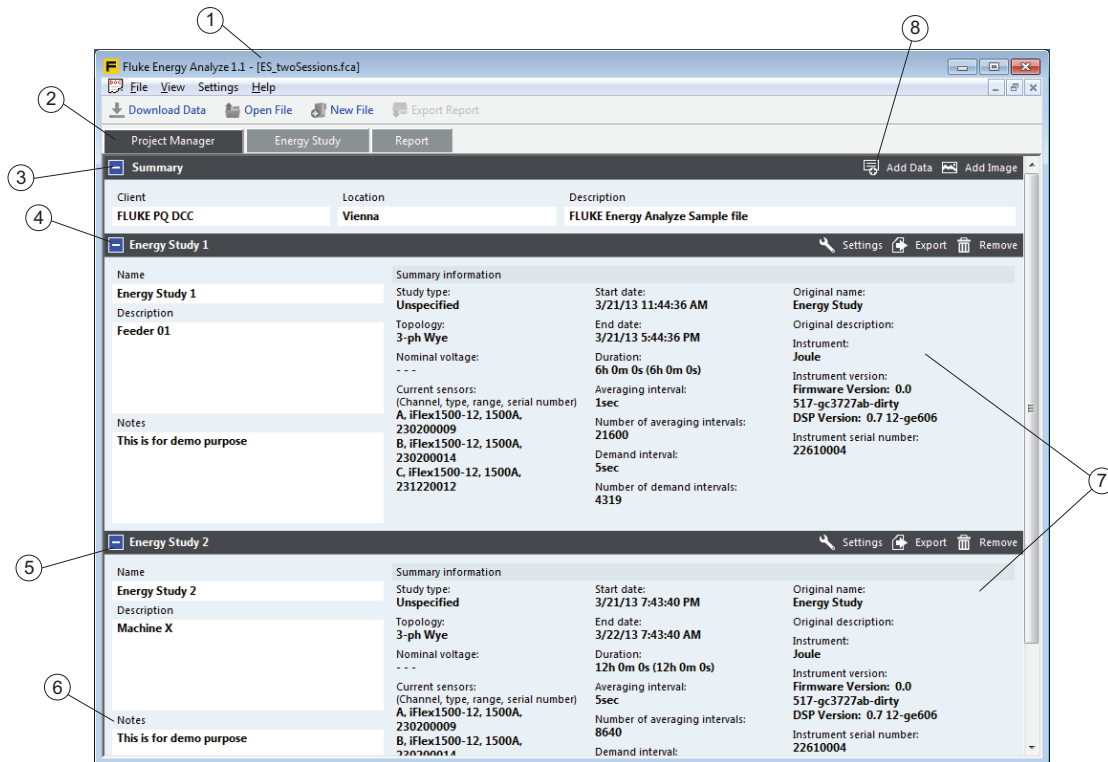 1
8
Fluke Energy Analyze 1.1 - [ES_twoSessions.fca]
File View Settings Help
2
Download Data Open File New File Export Report
Project Manager Energy Study Report
3
Summary Add Data Add Image
Client Location Description
FLUKE PQ DCC Vienna FLUKE Energy Analyze Sample file
4
Energy Study 1 Settings Export Remove
Name
Energy Study 1
Description
Feeder 01
Notes
This is for demo purpose
Summary information
Study type:
Unspecified
Topology:
3-ph Wye
Nominal voltage:
- - -
Current sensors:
(Channel, type, range, serial number)
A, iFlex1500-12, 1500A,
230200009
B, iFlex1500-12, 1500A,
230200014
C, iFlex1500-12, 1500A,
231220012
Start date:
3/21/13 11:44:36 AM
End date:
3/21/13 5:44:36 PM
Duration:
6h 0m 0s (6h 0m 0s)
Averaging interval:
1sec
Number of averaging intervals:
21600
Demand interval:
5sec
Number of demand intervals:
4319
Original name:
Energy Study
Original description:
Instrument:
Joule
Instrument version:
Firmware Version: 0.0
517-gc3727ab-dirty
DSP Version: 0.7 12-ge606
Instrument serial number:
22610004
7
5
Energy Study 2 Settings Export Remove
Name
Energy Study 2
Description
Machine X
6
Notes
This is for demo purpose
Summary information
Study type:
Unspecified
Topology:
3-ph Wye
Nominal voltage:
- - -
Current sensors:
(Channel, type, range, serial number)
A, iFlex1500-12, 1500A,
230200009
B, iFlex1500-12, 1500A,
230200014
Start date:
3/21/13 7:43:40 PM
End date:
3/22/13 7:43:40 AM
Duration:
12h 0m 0s (12h 0m 0s)
Averaging interval:
5sec
Number of averaging intervals:
8640
Demand interval:
Original name:
Energy Study
Original description:
Instrument:
Joule
Instrument version:
Firmware Version: 0.0
517-gc3727ab-dirty
DSP Version: 0.7 12-ge606
Instrument serial number:
22610004